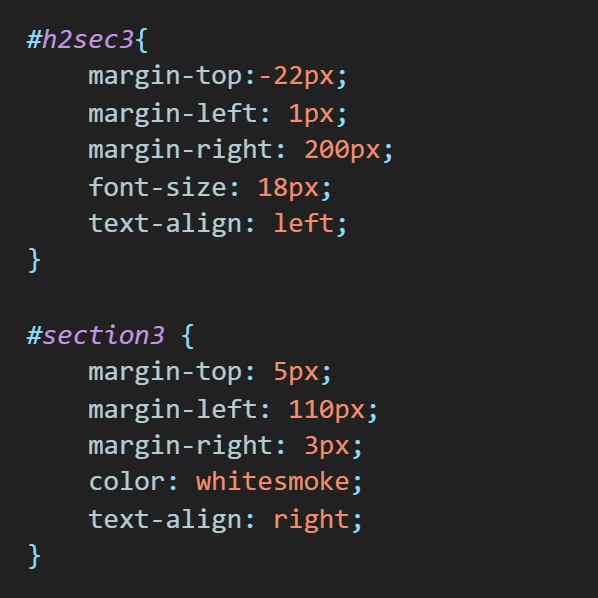 #h2sec3{
    margin-top:-22px;
    margin-left: 1px;
    margin-right: 200px;
    font-size: 18px;
    text-align: left;
}

#section3 {
    margin-top: 5px;
    margin-left: 110px;
    margin-right: 3px;
    color: whitesmoke;
    text-align: right;
}